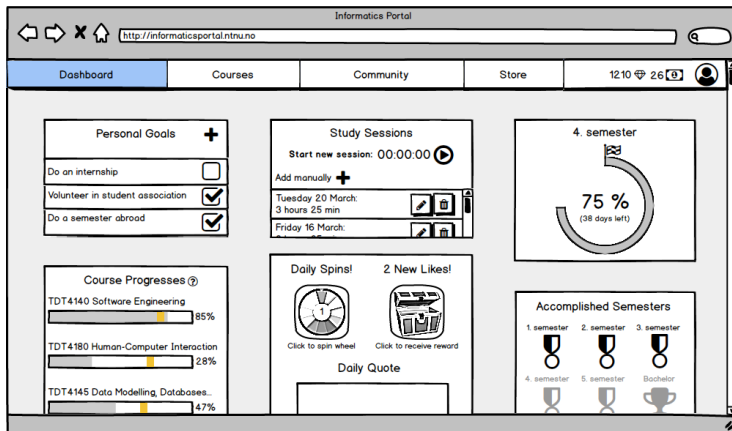 Informatics Portal
http://informaticsportal.ntnu.no
Dashboard
Courses
Community
Store
1210
26
Personal Goals
Do an internship
Volunteer in student association
Do a semester abroad
Study Sessions
Start new session: 00:00:00
Add manually
Tuesday 20 March:
3 hours 25 min
Friday 16 March:
4. semester
75 %
(38 days left)
Course Progresses ?
TDT4140 Software Engineering
85%
TDT4180 Human-Computer Interaction
28%
TDT4145 Data Modelling, Databases...
47%
Daily Spins!
1
Click to spin wheel
2 New Likes!
Click to receive reward
Daily Quote
Accomplished Semesters
1. semester
2. semester
3. semester
4. semester
5. semester
Bachelor